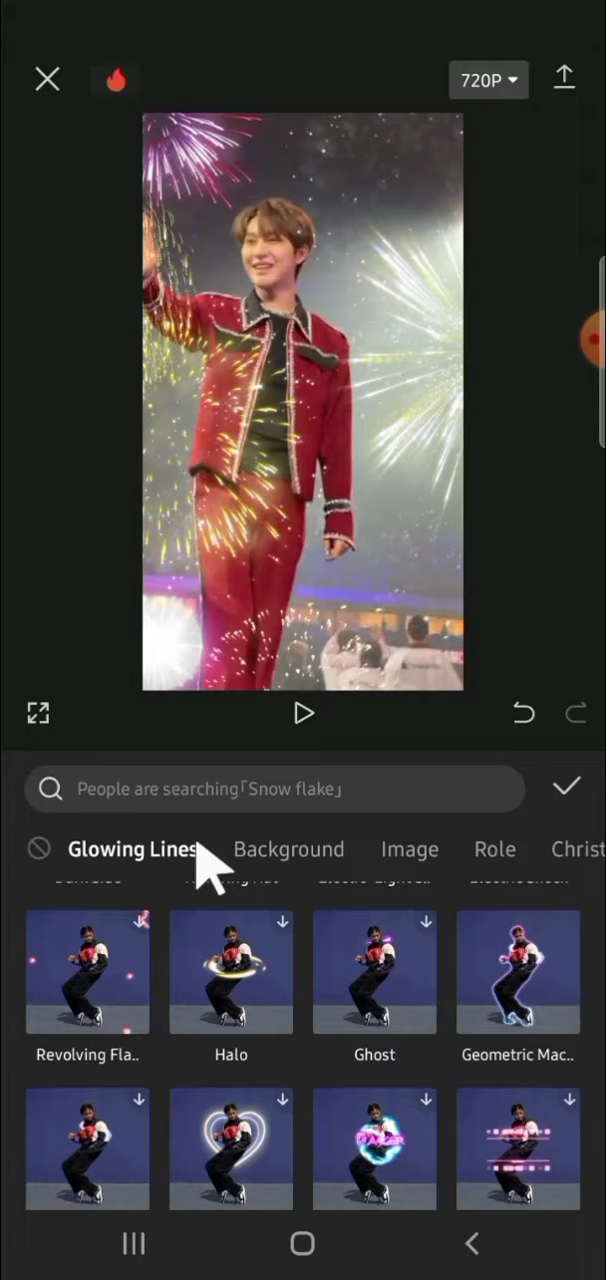 720P
People are searching「Snow flake」
Glowing Lines Background Image Role Christ
Revolving Fla.. Halo Ghost Geometric Mac..